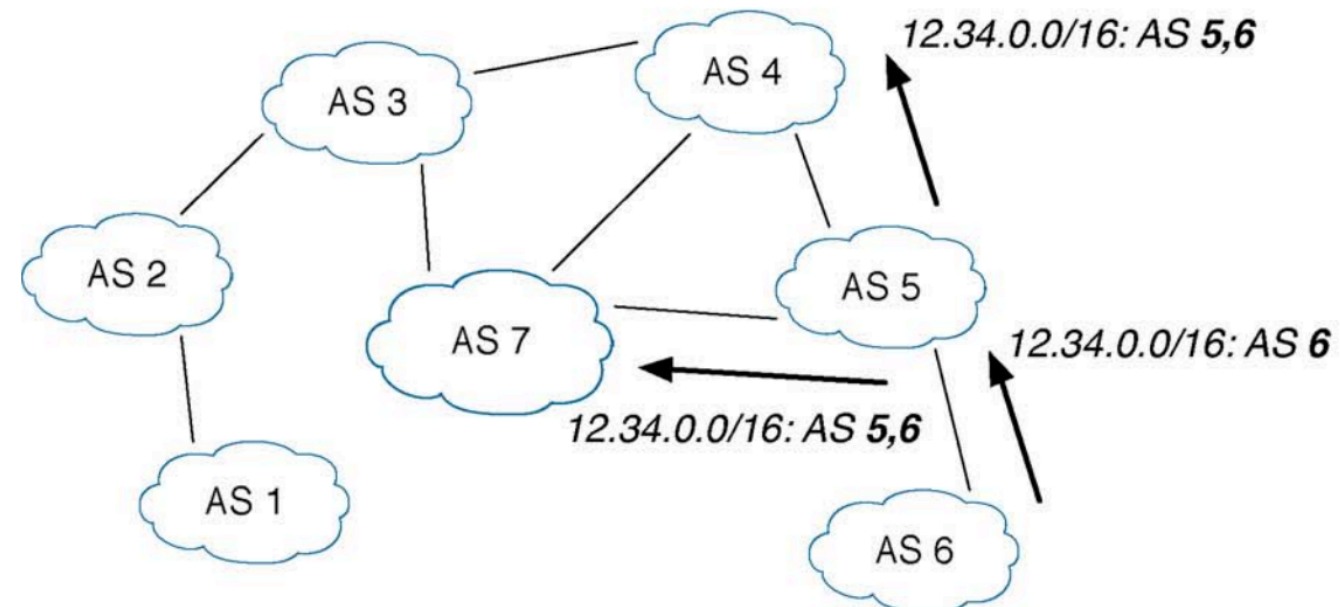 12.34.0.0/16: AS 5,6
AS 4
AS 3
AS 2
AS 5
AS 7
12.34.0.0/16: AS 6
12.34.0.0/16: AS 5,6
AS 1
AS 6